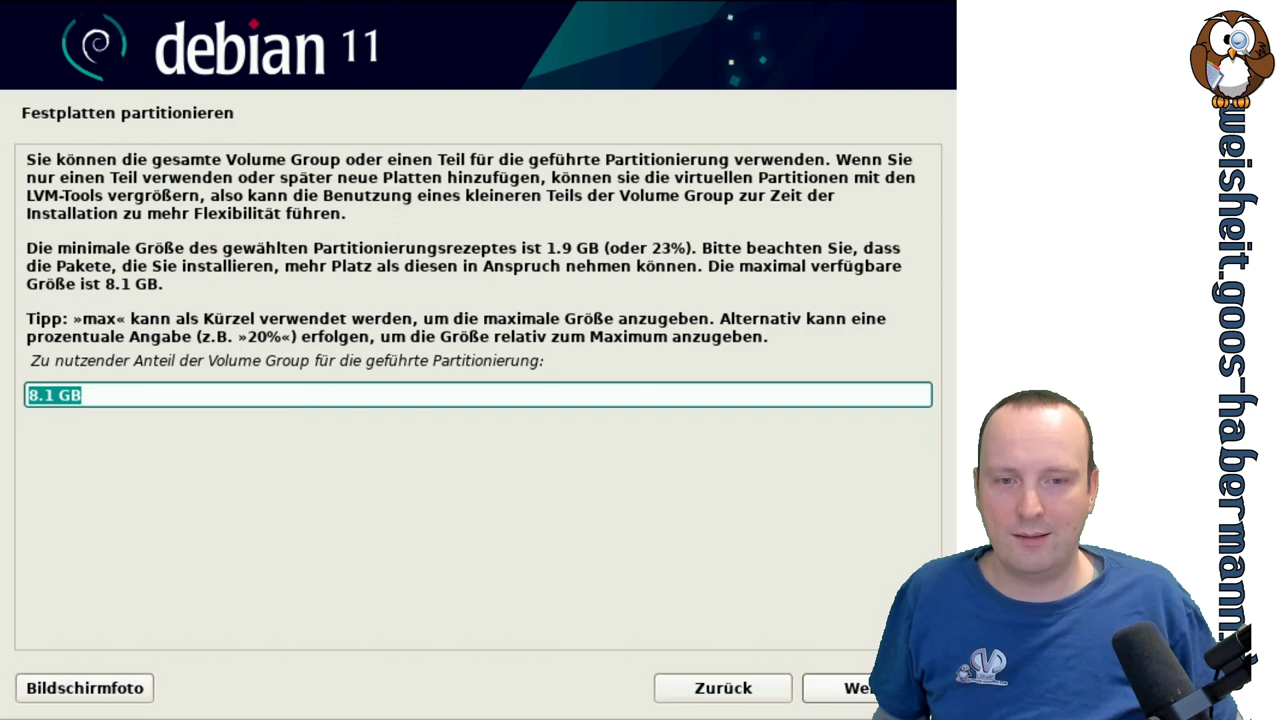 debian 11
Festplatten partitionieren
Sie können die gesamte Volume Group oder einen Teil für die geführte Partitionierung verwenden. Wenn Sie
nur einen Teil verwenden oder später neue Platten hinzufügen, können sie die virtuellen Partitionen mit den
LVM-Tools vergrößern, also kann die Benutzung eines kleineren Teils der Volume Group zur Zeit der
Installation zu mehr Flexibilität führen.
Die minimale Größe des gewählten Partitionierungsrezeptes ist 1.9 GB (oder 23%). Bitte beachten Sie, dass
die Pakete, die Sie installieren, mehr Platz als diesen in Anspruch nehmen können. Die maximal verfügbare
Größe ist 8.1 GB.
Tipp: »max« kann als Kürzel verwendet werden, um die maximale Größe anzugeben. Alternativ kann eine
prozentuale Angabe (z.B. »20%«) erfolgen, um die Größe relativ zum Maximum anzugeben.
Zu nutzender Anteil der Volume Group für die geführte Partitionierung:
8.1 GB
Bildschirmfoto
Zurück
We
weisheit.goos-habermann.